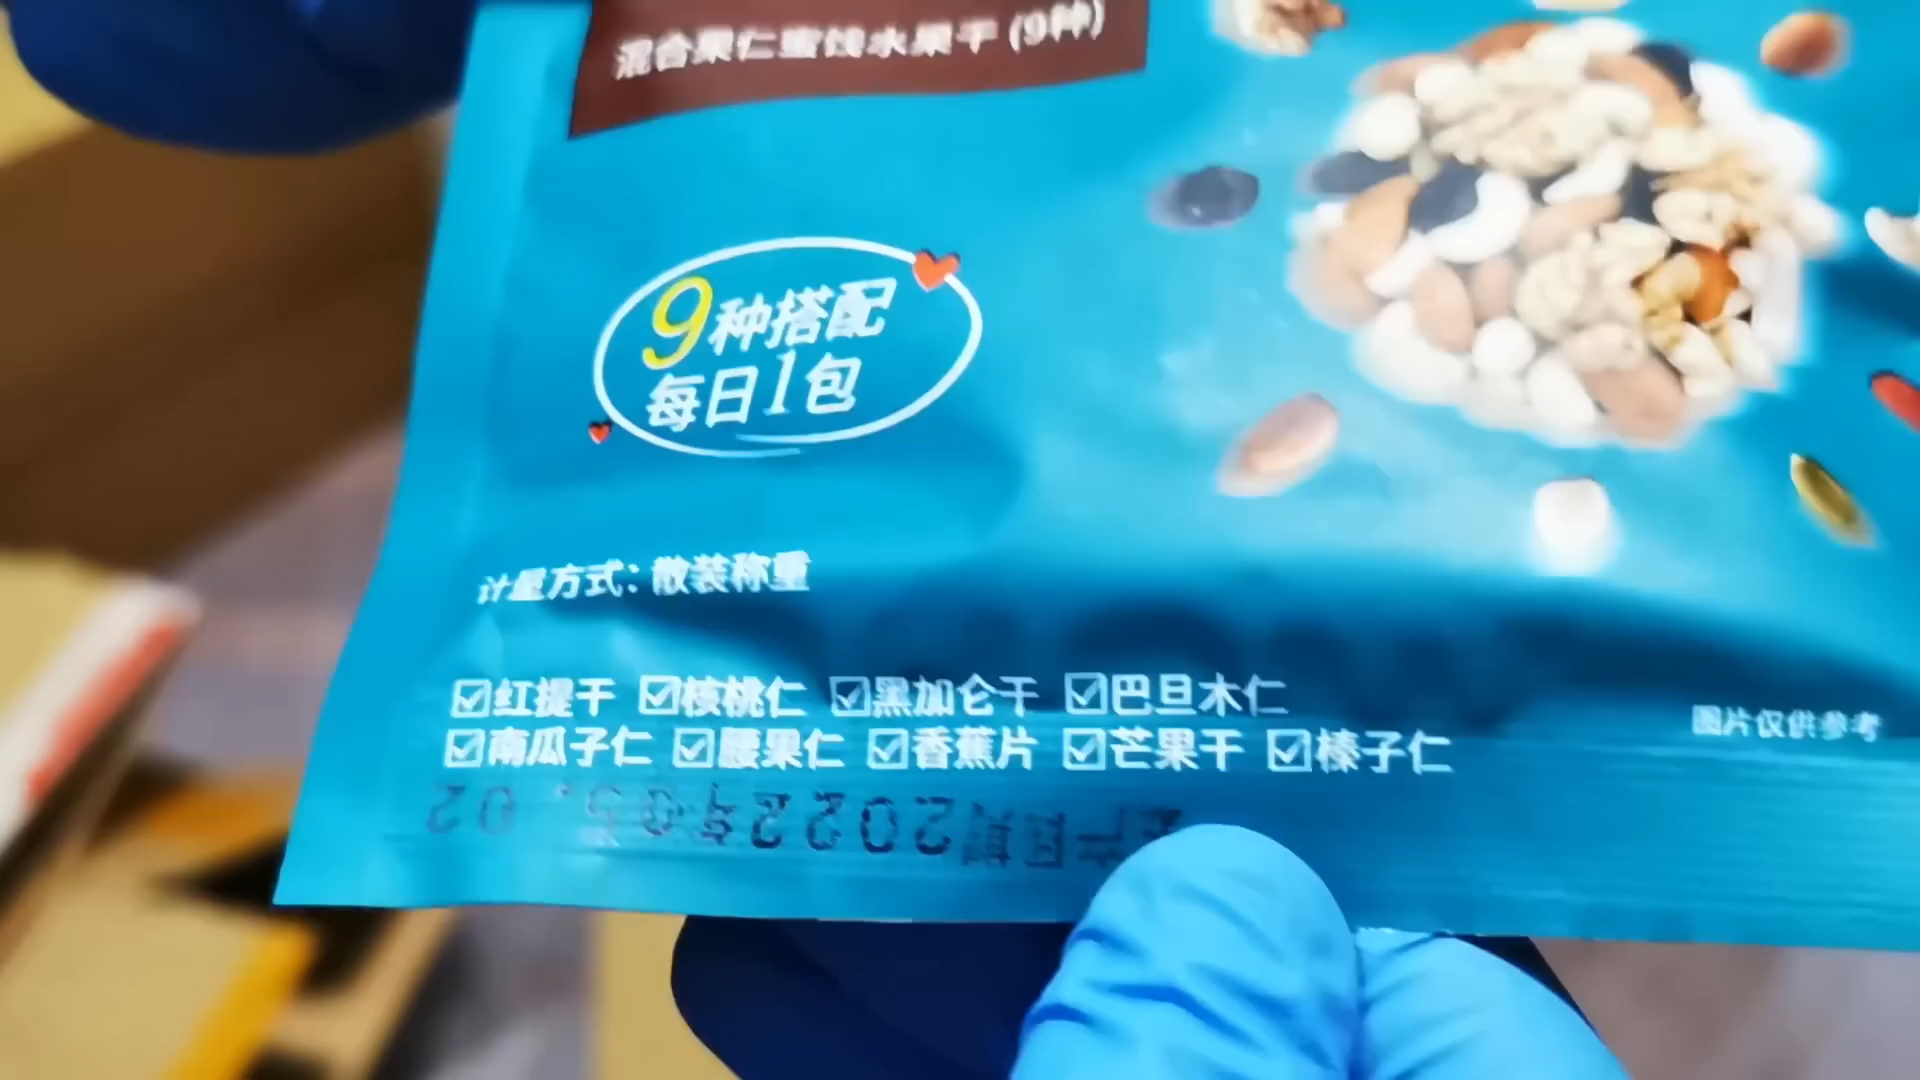 混合果仁蜜饯水果干(9种)
9种搭配
每日1包
计量方式：散装称重
☑红提干 ☑核桃仁 ☑黑加仑干 ☑巴旦木仁
☑南瓜子仁 ☑腰果仁 ☑香蕉片 ☑芒果干 ☑榛子仁
图片仅供参考